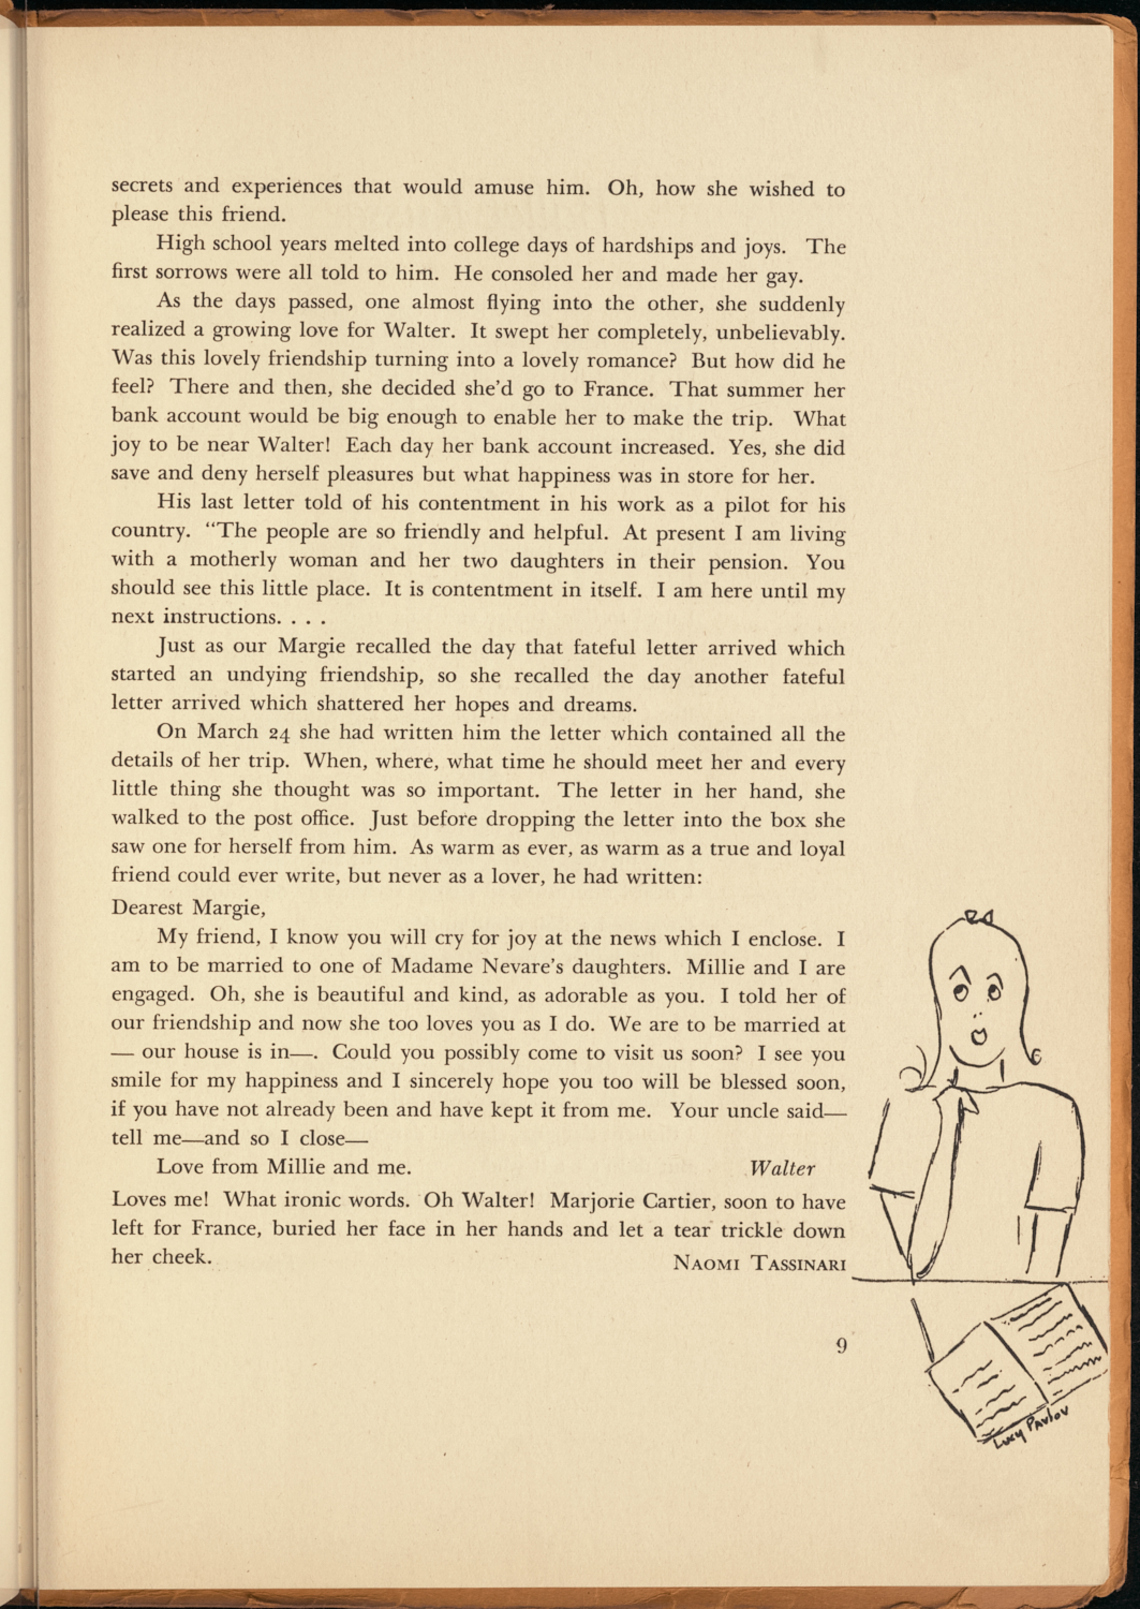 secrets and experiences that would amuse him. Oh, how she wished to
please this friend.
High school years melted into college days of hardships and joys. The
first sorrows were all told to him. He consoled her and made her gay.
As the days passed, one almost flying into the other, she suddenly
realized a growing love for Walter. It swept her completely, unbelievably.
Was this lovely friendship turning into a lovely romance? But how did he
feel? There and then, she decided she'd go to France. That summer her
bank account would be big enough to enable her to make the trip. What
joy to be near Walter! Each day her bank account increased. Yes, she did
save and deny herself pleasures but what happiness was in store for her.
His last letter told of his contentment in his work as a pilot for his
country. “The people are so friendly and helpful. At present I am living
with a motherly woman and her two daughters in their pension. You
should see this little place. It is contentment in itself. I am here until my
next instructions. . . .
Just as our Margie recalled the day that fateful letter arrived which
started an undying friendship, so she recalled the day another fateful
letter arrived which shattered her hopes and dreams.
On March 24 she had written him the letter which contained all the
details of her trip. When, where, what time he should meet her and every
little thing she thought was so important. The letter in her hand, she
walked to the post office. Just before dropping the letter into the box she
saw one for herself from him. As warm as ever, as warm as a true and loyal
friend could ever write, but never as a lover, he had written:
Dearest Margie,
My friend, I know you will cry for joy at the news which I enclose. I
am to be married to one of Madame Nevare's daughters. Millie and I are
engaged. Oh, she is beautiful and kind, as adorable as you. I told her of
our friendship and now she too loves you as I do. We are to be married at
— our house is in—. Could you possibly come to visit us soon? I see you
smile for my happiness and I sincerely hope you too will be blessed soon,
if you have not already been and have kept it from me. Your uncle said—
tell me—and so I close—
Love from Millie and me. Walter
Loves me! What ironic words. Oh Walter! Marjorie Cartier, soon to have
left for France, buried her face in her hands and let a tear trickle down
her cheek. NAOMI TASSINARI
9
Lucy Pavlov